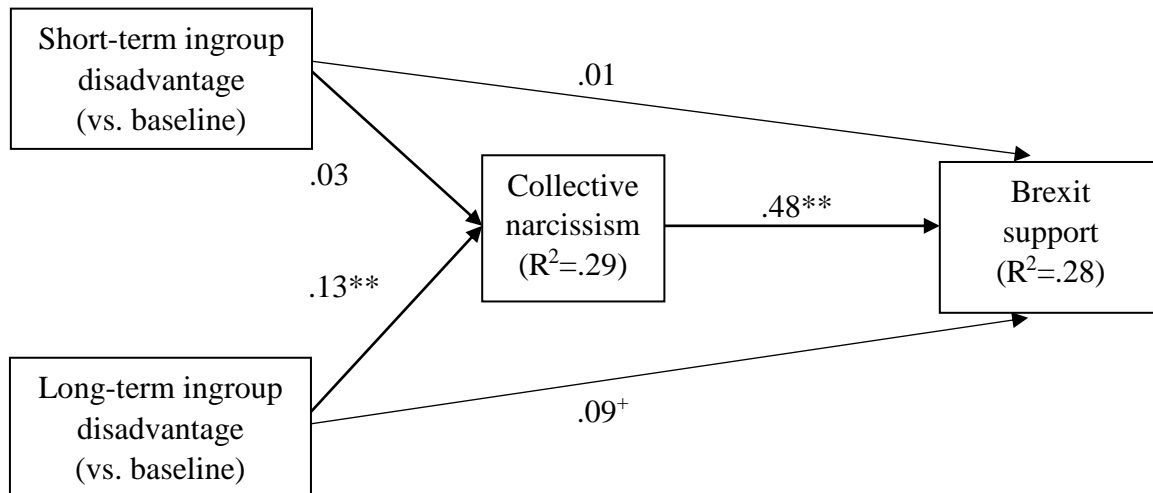 Short-term ingroup
disadvantage
(vs. baseline)
.01
.03
Collective
narcissism
(R²=.29)
.48**
Brexit
support
(R²=.28)
.13**
Long-term ingroup
disadvantage
(vs. baseline)
.09⁺